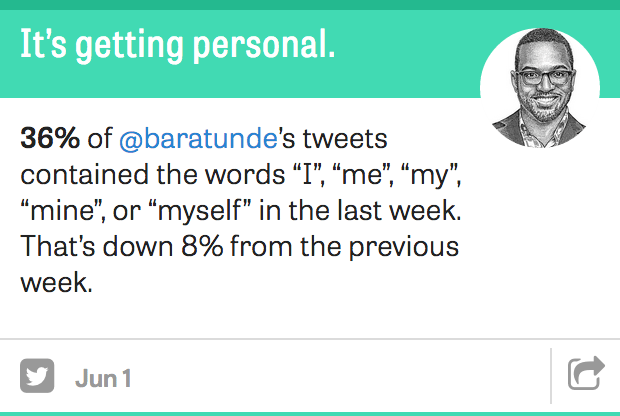 It’s getting personal.
36% of @baratunde’s tweets
contained the words “I”, “me”, “my”,
“mine”, or “myself” in the last week.
That’s down 8% from the previous
week.
Jun 1